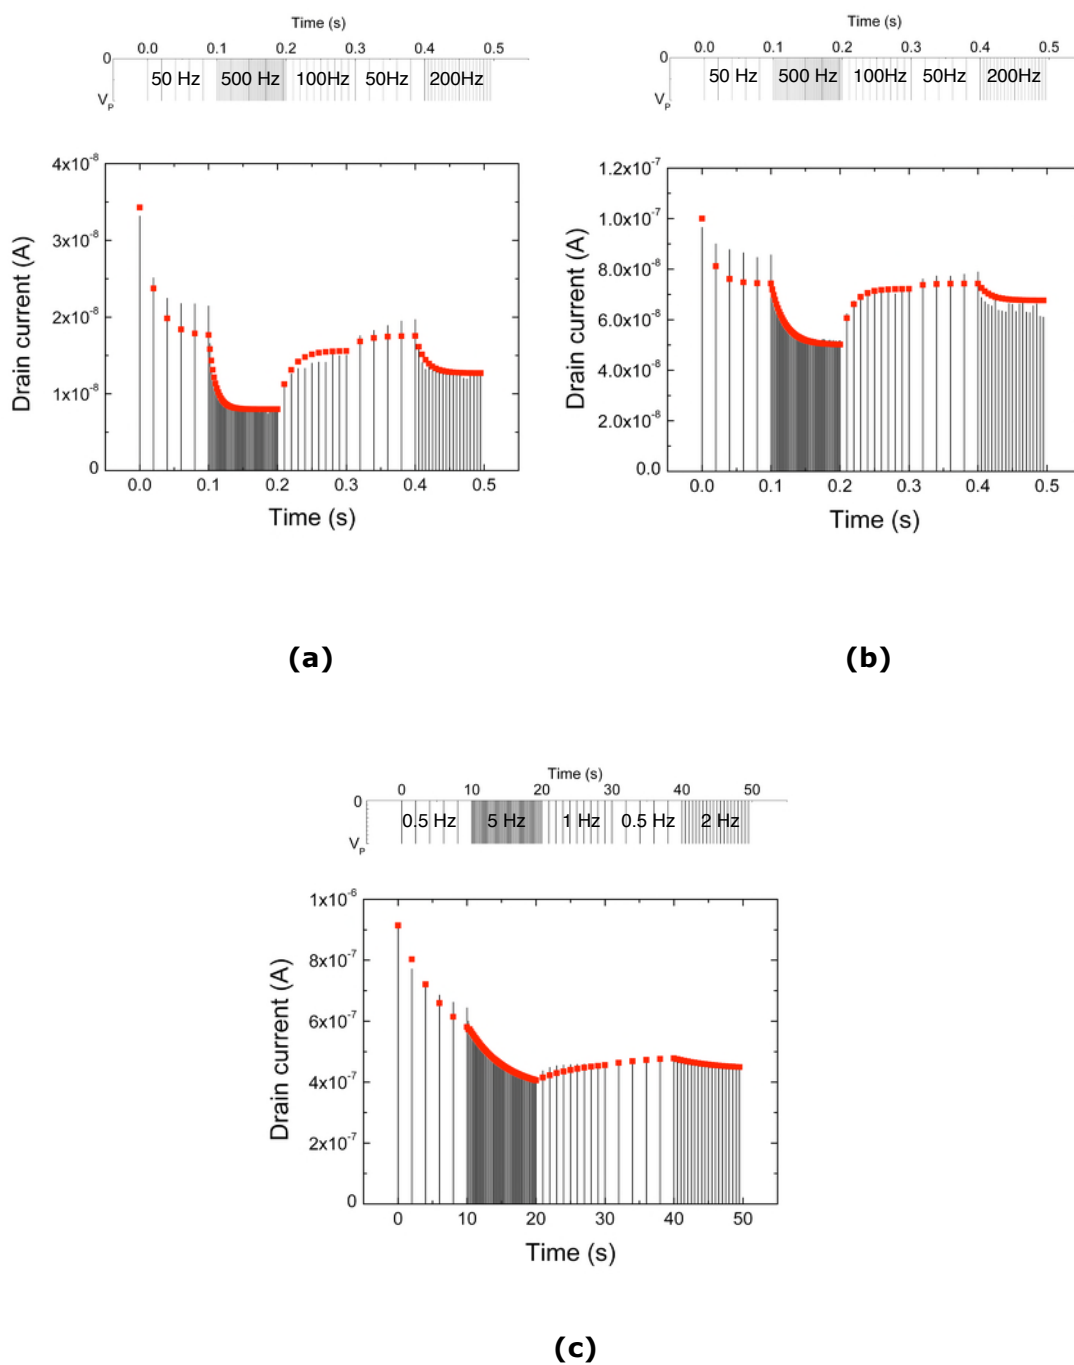 Time (s)
0.0 0.1 0.2 0.3 0.4 0.5
0
50 Hz 500 Hz 100Hz 50Hz 200Hz
V_P
4x10⁻⁸
3x10⁻⁸
2x10⁻⁸
1x10⁻⁸
0
Drain current (A)
0.0 0.1 0.2 0.3 0.4 0.5
Time (s)
(a)
Time (s)
0.0 0.1 0.2 0.3 0.4 0.5
0
50 Hz 500 Hz 100Hz 50Hz 200Hz
V_P
1.2x10⁻⁷
1.0x10⁻⁷
8.0x10⁻⁸
6.0x10⁻⁸
4.0x10⁻⁸
2.0x10⁻⁸
0.0
Drain current (A)
0.0 0.1 0.2 0.3 0.4 0.5
Time (s)
(b)
Time (s)
0 10 20 30 40 50
0
0.5 Hz 5 Hz 1 Hz 0.5 Hz 2 Hz
V_P
1x10⁻⁶
8x10⁻⁷
6x10⁻⁷
4x10⁻⁷
2x10⁻⁷
0
Drain current (A)
0 10 20 30 40 50
Time (s)
(c)